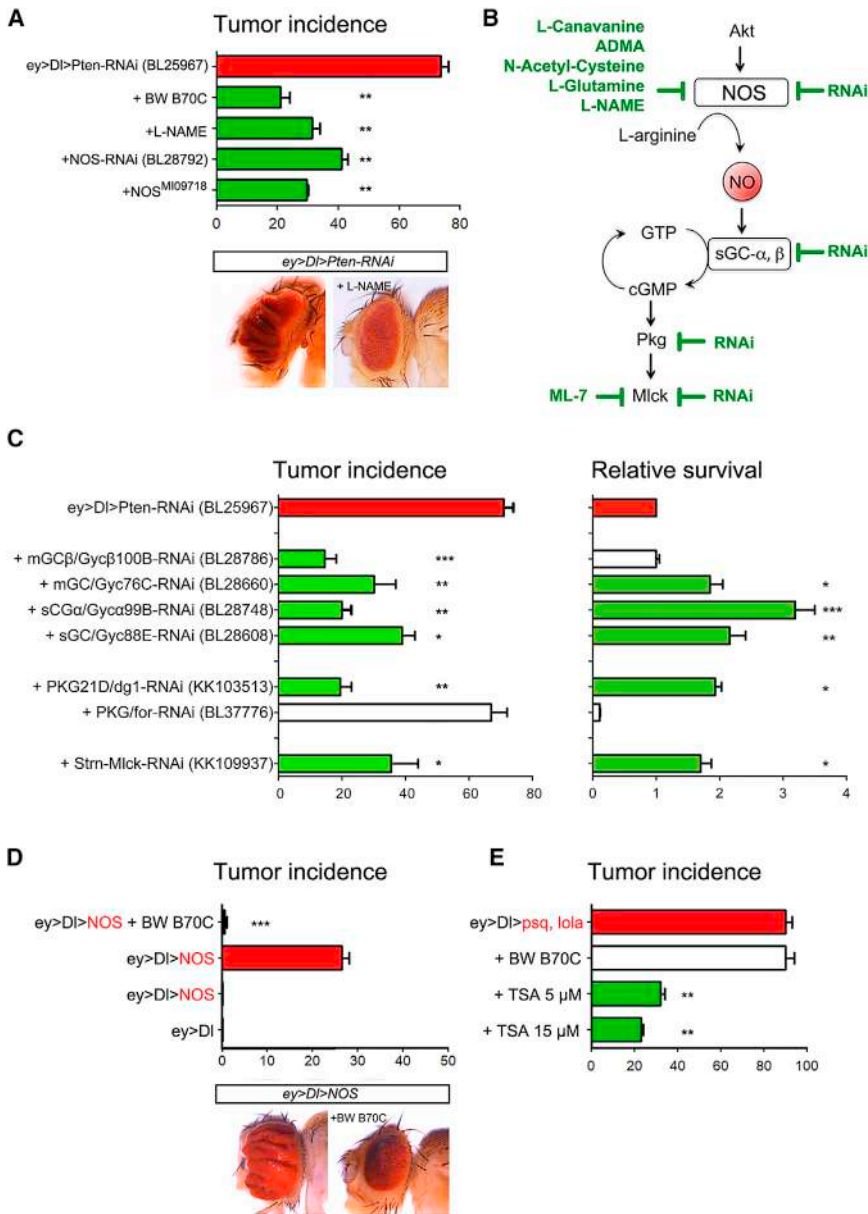 A
Tumor incidence
ey>Dl>Pten-RNAi (BL25967)
+ BW B70C
**
+L-NAME
**
+NOS-RNAi (BL28792)
**
+NOSMI09718
**
0 20 40 60 80
ey>Dl>Pten-RNAi
+ L-NAME
B
L-Canavanine
ADMA
N-Acetyl-Cysteine
L-Glutamine
L-NAME
Akt
NOS
RNAi
L-arginine
NO
GTP
sGC-α, β
RNAi
cGMP
Pkg
RNAi
ML-7
Mlck
RNAi
C
Tumor incidence
ey>Dl>Pten-RNAi (BL25967)
+ mGCβ/Gycβ100B-RNAi (BL28786)
***
+ mGC/Gyc76C-RNAi (BL28660)
**
+ sCGα/Gycα99B-RNAi (BL28748)
**
+ sGC/Gyc88E-RNAi (BL28608)
*
+ PKG21D/dg1-RNAi (KK103513)
**
+ PKG/for-RNAi (BL37776)
+ Strn-Mlck-RNAi (KK109937)
*
0 20 40 60 80
Relative survival
*
***
**
*
*
0 1 2 3 4
D
Tumor incidence
ey>Dl>NOS + BW B70C
***
ey>Dl>NOS
ey>Dl>NOS
ey>Dl
0 10 20 30 40 50
ey>Dl>NOS
+BW B70C
E
Tumor incidence
ey>Dl>psq, lola
+ BW B70C
+ TSA 5 µM
**
+ TSA 15 µM
**
0 20 40 60 80 100